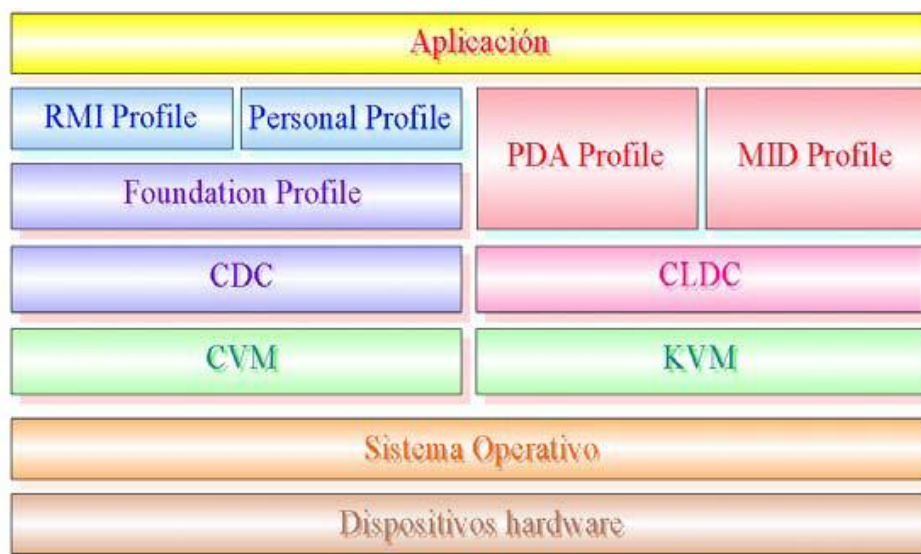 Aplicación
RMI Profile
Personal Profile
PDA Profile
MID Profile
Foundation Profile
CDC
CLDC
CVM
KVM
Sistema Operativo
Dispositivos hardware